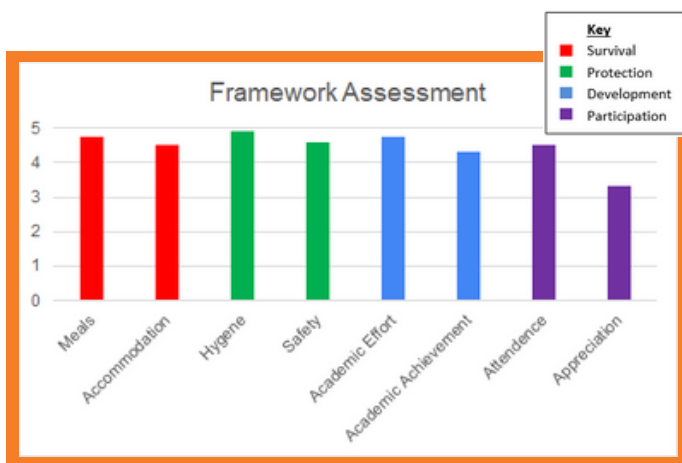 Key
Survival
Protection
Development
Participation
Framework Assessment
5
4
3
2
1
0
Meals
Accommodation
Hygene
Safety
Academic Effort
Academic Achievement
Attendence
Appreciation